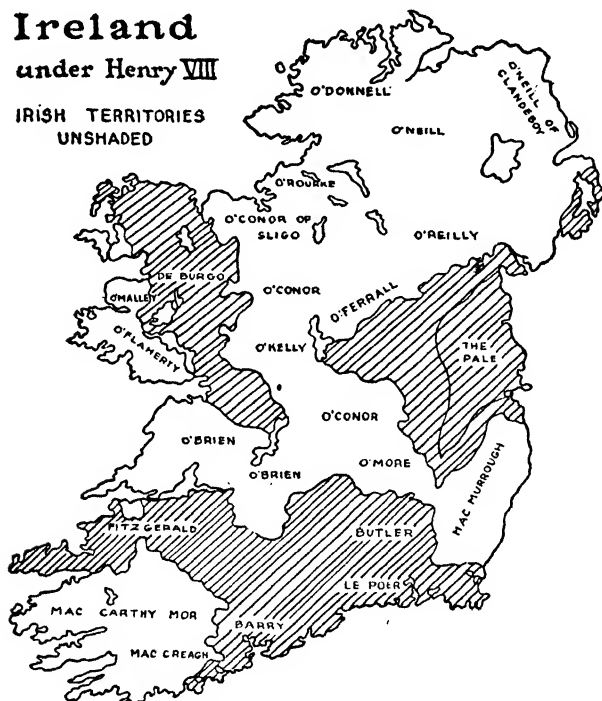 Ireland
under Henry VIII
IRISH TERRITORIES
UNSHADED
O'DONNELL
O'NEILL OF
CLANDEBOY
O'NEILL
O'ROURKE
O'CONOR OF
SLIGO
O'REILLY
DE BURGO
O'MALLEY
O'CONOR
O'FERRALL
O'FLAHERTY
O'KELLY
THE
PALE
O'CONOR
O'BRIEN
O'BRIEN
O'MORE
MAC MURROUGH
FITZGERALD
BUTLER
LE POER
MAC CARTHY MOR
BARRY
MAC CREAGH